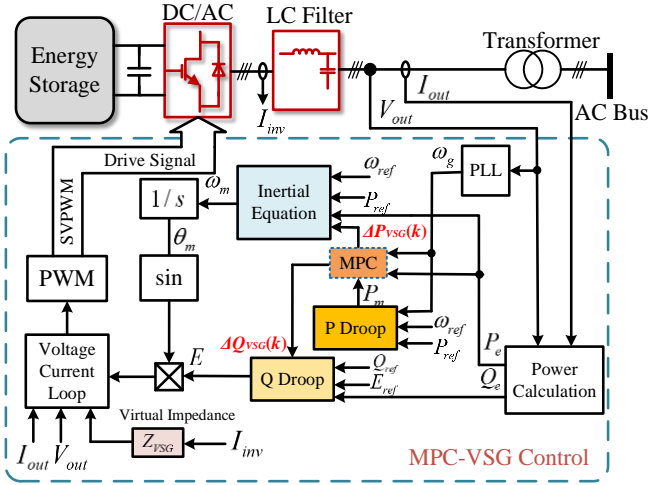 DC/AC
LC Filter
Transformer
Energy
Storage
I_inv
I_out
V_out
AC Bus
Drive Signal
SVPWM
ω_m
1/s
Inertial
Equation
ω_ref
P_ref
ω_g
PLL
θ_m
ΔP_VSG(k)
PWM
sin
MPC
P_m
P Droop
ω_ref
P_ref
ΔQ_VSG(k)
P_e
Q_e
Power
Calculation
Voltage
Current
Loop
E
Q Droop
Q_ref
E_ref
Virtual Impedance
Z_VSG
I_inv
I_out
V_out
MPC-VSG Control